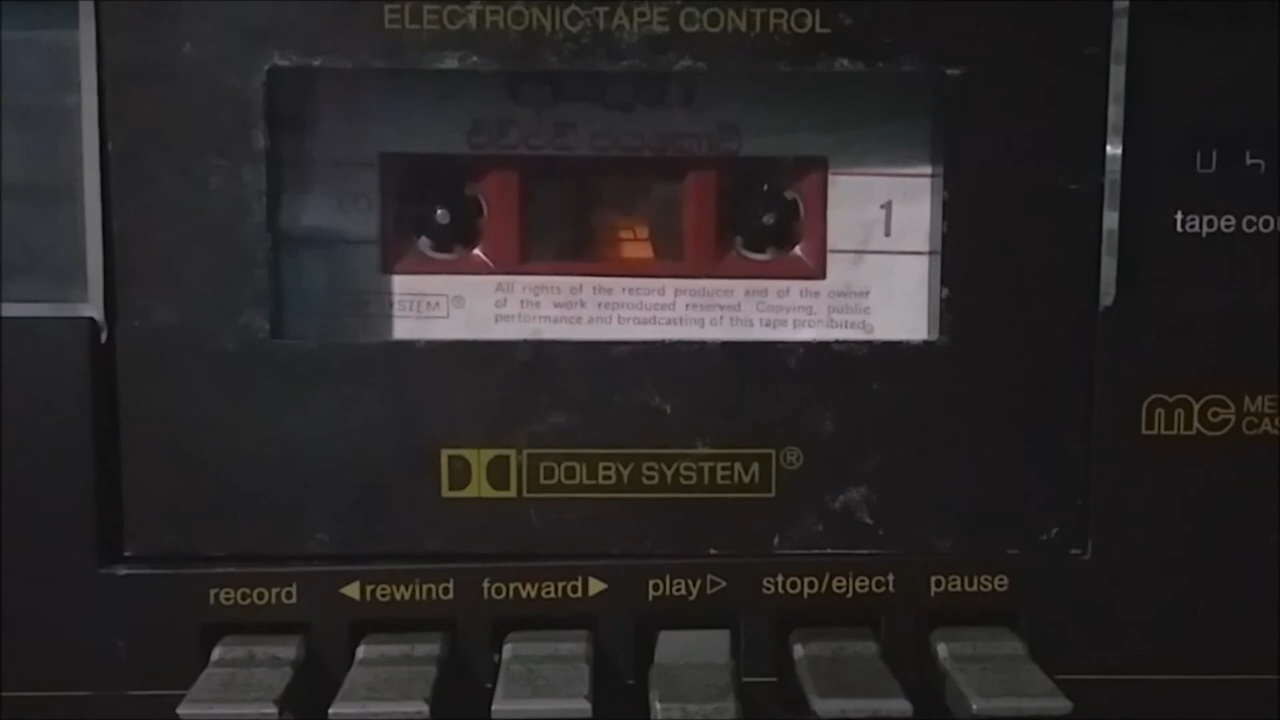 ELECTRONIC TAPE CONTROL
1
SYSTEM®
All rights of the record producer and of the owner
of the work reproduced reserved. Copying, public
performance and broadcasting of this tape prohibited.
tape
mc
DOLBY SYSTEM®
record ◀rewind forward▶ play▷ stop/eject pause